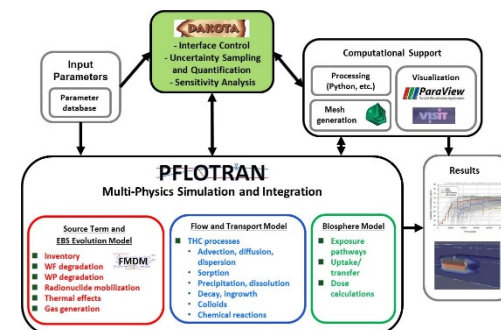 DAKOTA
- Interface Control
- Uncertainty Sampling
and Quantification
- Sensitivity Analysis
Input
Parameters
Parameter
database
Computational Support
Processing
(Python, etc.)
Mesh
generation
Visualization
ParaView
VisIt
PFLOTRAN
Multi-Physics Simulation and Integration
Source Term and
EBS Evolution Model
Inventory
WF degradation
WP degradation
Radionuclide mobilization
Thermal effects
Gas generation
FMDM
Flow and Transport Model
THC processes
Advection, diffusion,
dispersion
Sorption
Precipitation, dissolution
Decay, ingrowth
Colloids
Chemical reactions
Biosphere Model
Exposure
pathways
Uptake/
transfer
Dose
calculations
Results